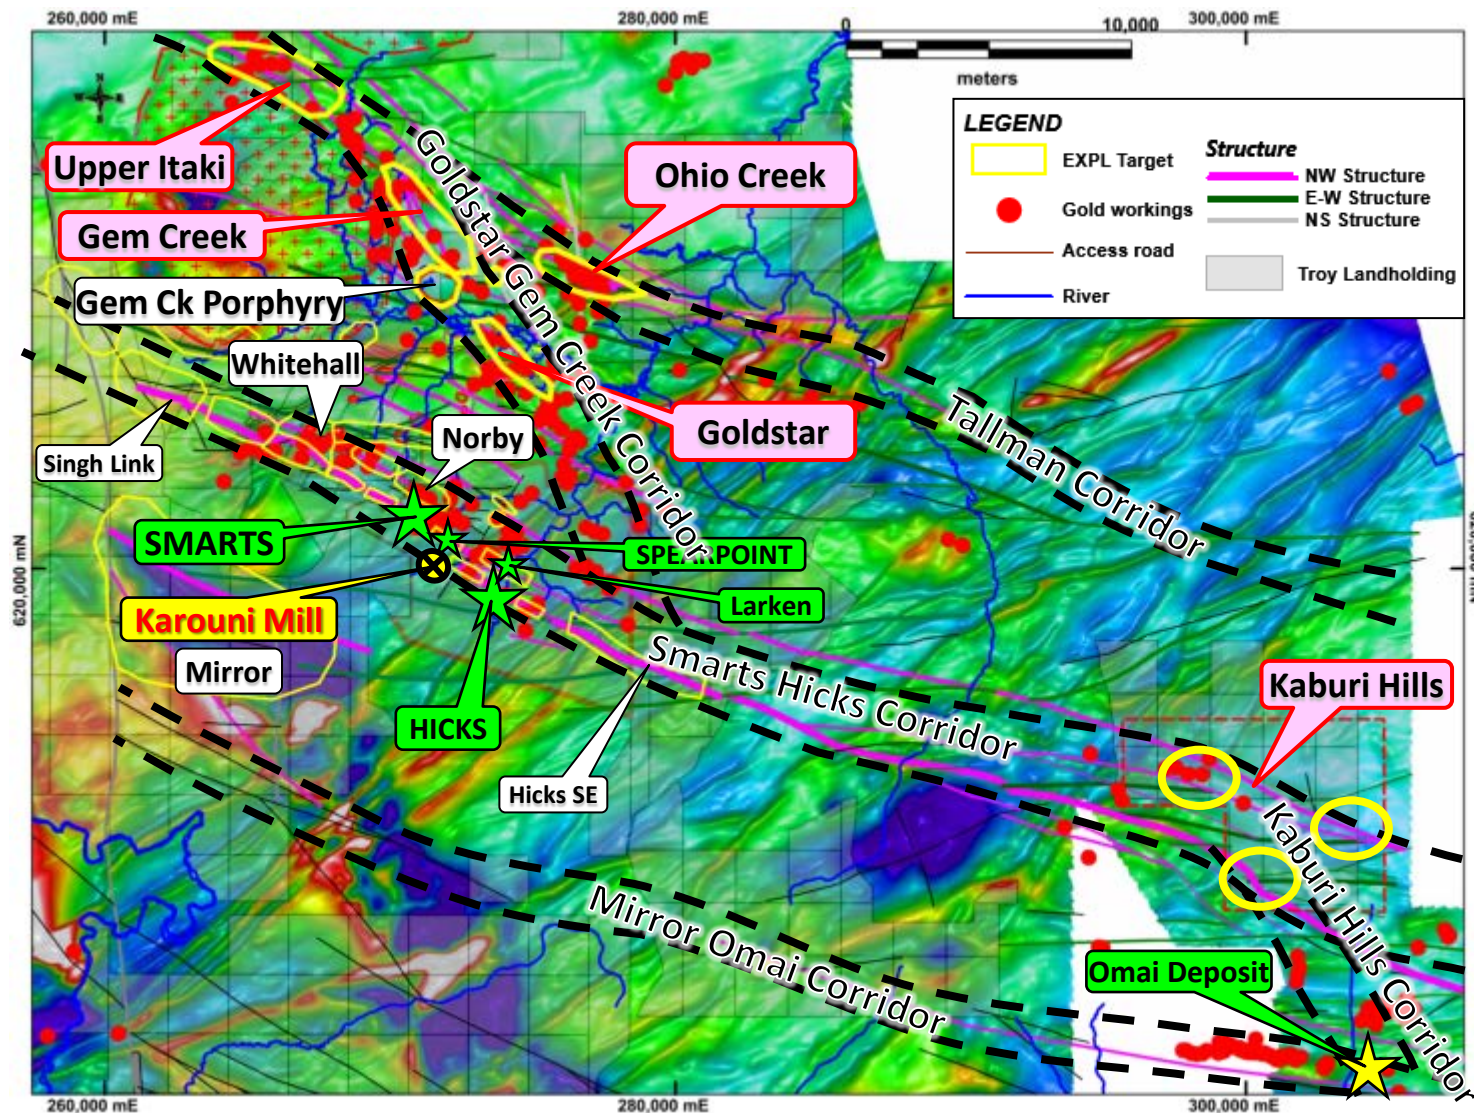 260,000 mE
280,000 mE
0
10,000
300,000 mE
meters
N
W
E
S
LEGEND
EXPL Target
Gold workings
Access road
River
Structure
NW Structure
E-W Structure
NS Structure
Troy Landholding
Upper Itaki
Ohio Creek
Gem Creek
Gem Ck Porphyry
Goldstar Gem Creek Corridor
Whitehall
Goldstar
Norby
Singh Link
Tallman Corridor
SMARTS
SPEARPOINT
620,000 mN
Larken
Karouni Mill
Mirror
Smarts Hicks Corridor
Kaburi Hills
HICKS
Hicks SE
Kaburi Hills Corridor
Mirror Omai Corridor
Omai Deposit
260,000 mE
280,000 mE
300,000 mE